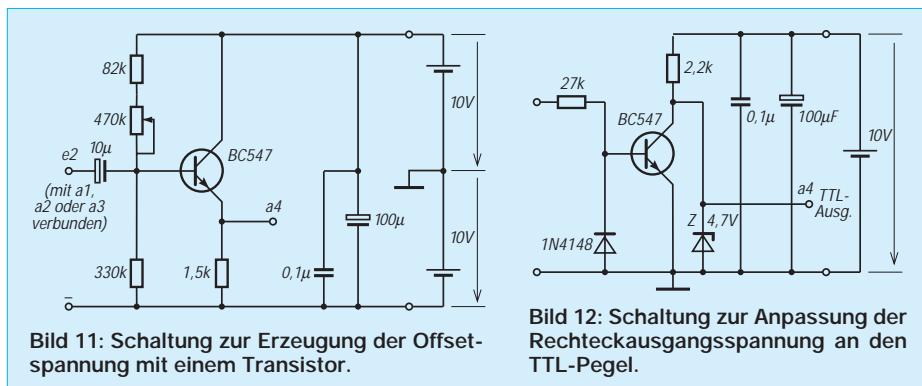 82k
470k
10µ
e2
(mit a1,
a2 oder a3
verbunden)
BC547
a4
330k
1,5k
0,1µ
100µ
10V
10V
–
Bild 11: Schaltung zur Erzeugung der Offset-
spannung mit einem Transistor.
27k
2,2k
BC547
0,1µ
100µF
10V
1N4148
Z 4,7V
a4
TTL-
Ausg.
Bild 12: Schaltung zur Anpassung der
Rechteckausgangsspannung an den
TTL-Pegel.